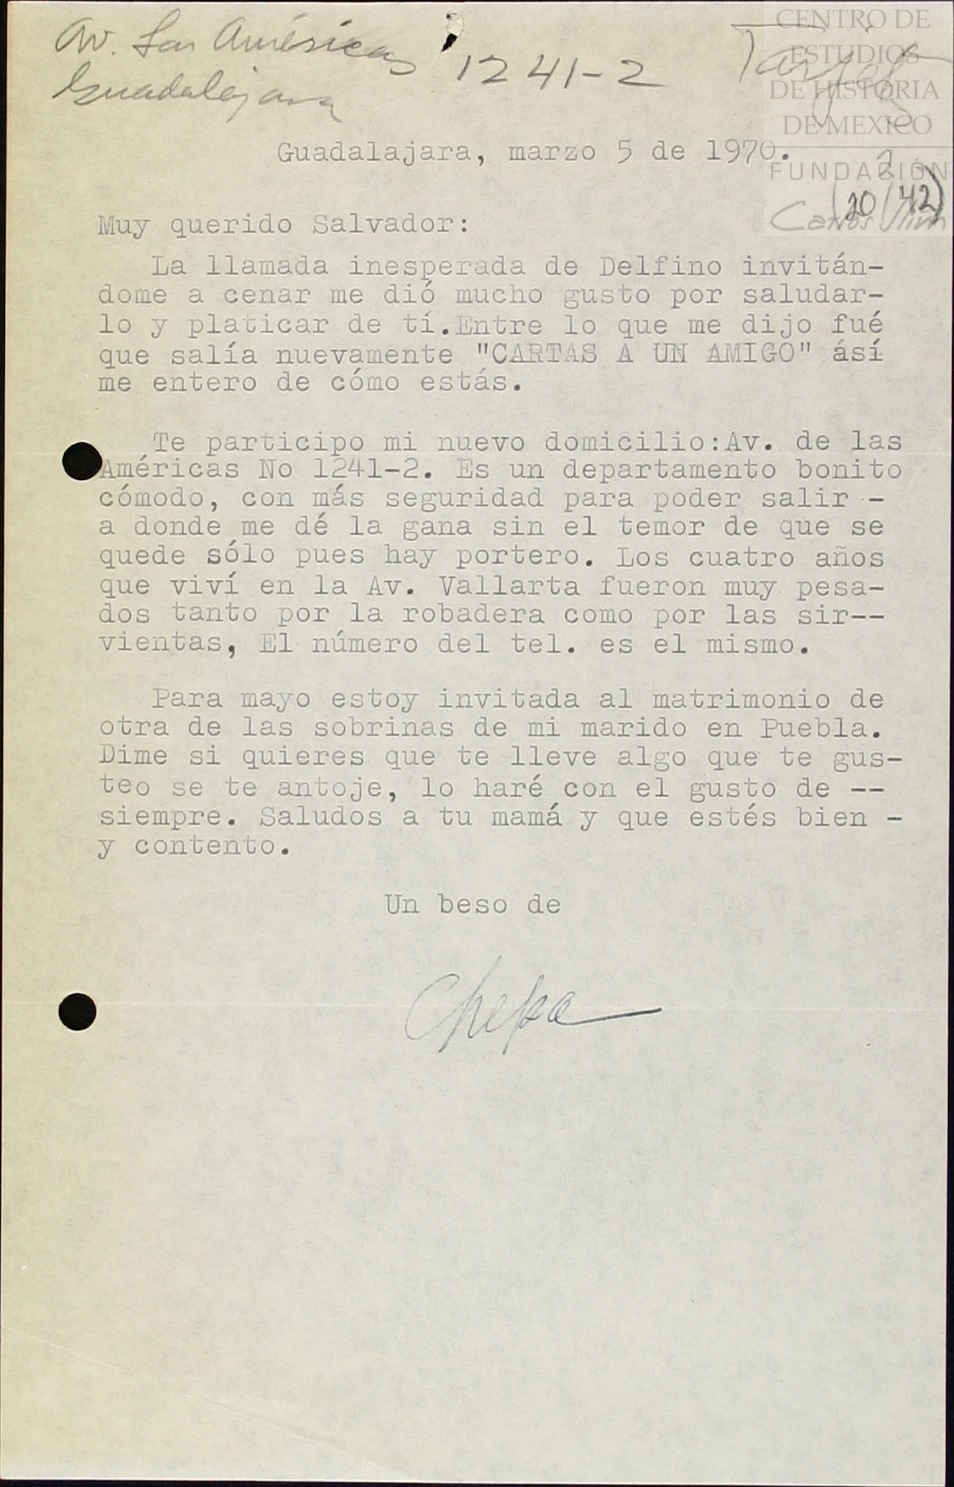 Av. Las Américas 1241-2 Tarjeta
Guadalajara
CENTRO DE
ESTUDIOS
DE HISTORIA
DE MÉXICO
FUNDACIÓN
Carlos Slim
(20/42)
Guadalajara, marzo 5 de 1970.
Muy querido Salvador:
La llamada inesperada de Delfino invitán-
dome a cenar me dió mucho gusto por saludar-
lo y platicar de tí.Entre lo que me dijo fué
que salía nuevamente "CARTAS A UN AMIGO" ásí
me entero de cómo estás.
Te participo mi nuevo domicilio:Av. de las
Américas No 1241-2. Es un departamento bonito
cómodo, con más seguridad para poder salir -
a donde me dé la gana sin el temor de que se
quede sólo pues hay portero. Los cuatro años
que viví en la Av. Vallarta fueron muy pesa-
dos tanto por la robadera como por las sir--
vientas, El número del tel. es el mismo.
Para mayo estoy invitada al matrimonio de
otra de las sobrinas de mi marido en Puebla.
Dime si quieres que te lleve algo que te gus-
teo se te antoje, lo haré con el gusto de --
siempre. Saludos a tu mamá y que estés bien -
y contento.
Un beso de
Chepa